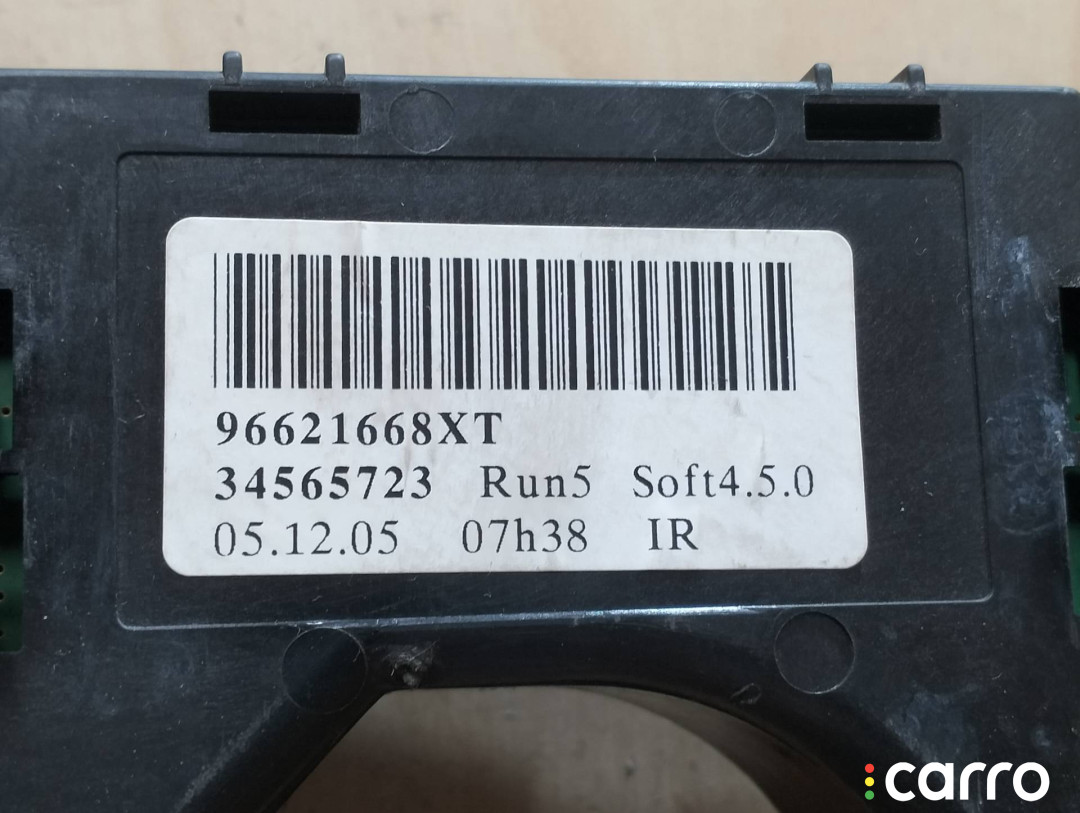 96621668XT
34565723 Run5 Soft4.5.0
05.12.05 07h38 IR
carro